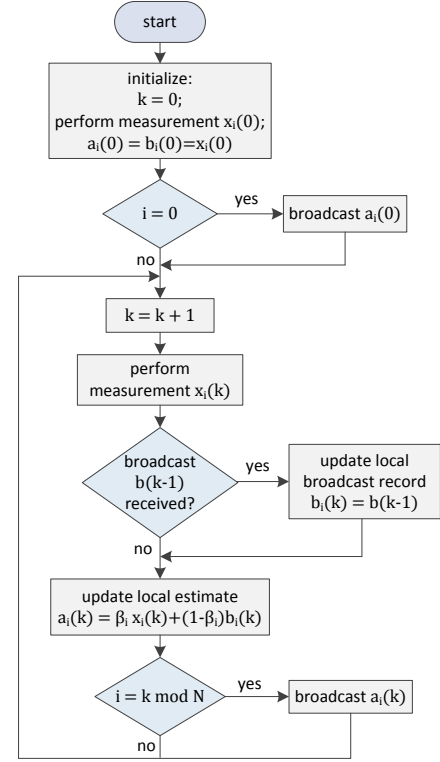 start
initialize:
k = 0;
perform measurement xᵢ(0);
aᵢ(0) = bᵢ(0)=xᵢ(0)
i = 0
yes
broadcast aᵢ(0)
no
k = k + 1
perform
measurement xᵢ(k)
broadcast
b(k-1)
received?
yes
update local
broadcast record
bᵢ(k) = b(k-1)
no
update local estimate
aᵢ(k) = βᵢ xᵢ(k)+(1-βᵢ)bᵢ(k)
i = k mod N
yes
broadcast aᵢ(k)
no